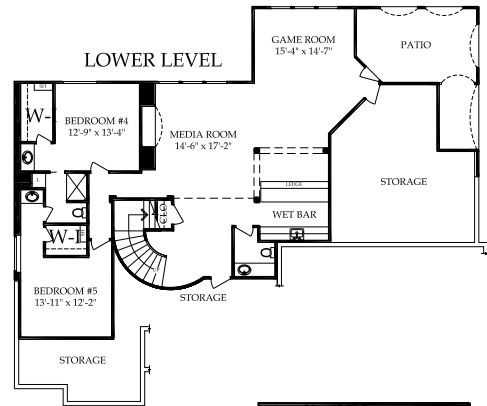 GAME ROOM
15'-4" x 14'-7"
PATIO
LOWER LEVEL
W-I
BEDROOM #4
12'-9" x 13'-4"
MEDIA ROOM
14'-6" x 17'-2"
STORAGE
LEDGE
WET BAR
W-I
BEDROOM #5
13'-11" x 12'-2"
STORAGE
STORAGE